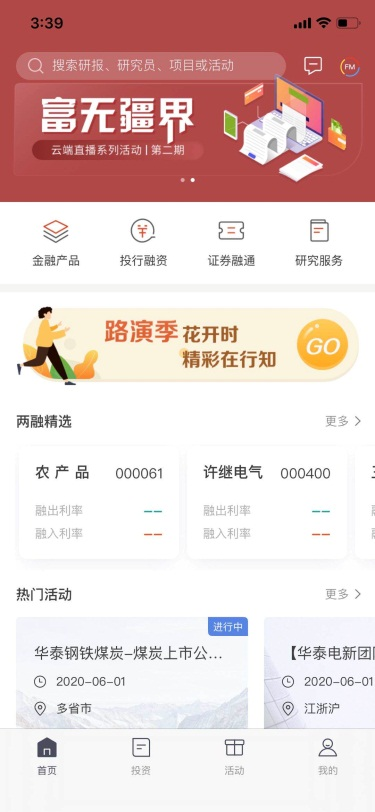 3:39
搜索研报、研究员、项目或活动
FM
富无疆界
云端直播系列活动 | 第二期
金融产品
投行融资
证券融通
研究服务
路演季 花开时
精彩在行知
GO
两融精选
更多
农产品 000061
融出利率 --
融入利率 --
许继电气 000400
融出利率 --
融入利率 --
热门活动
更多
进行中
华泰钢铁煤炭-煤炭上市公...
2020-06-01
多省市
【华泰电新团
2020-06-01
江浙沪
首页
投资
活动
我的